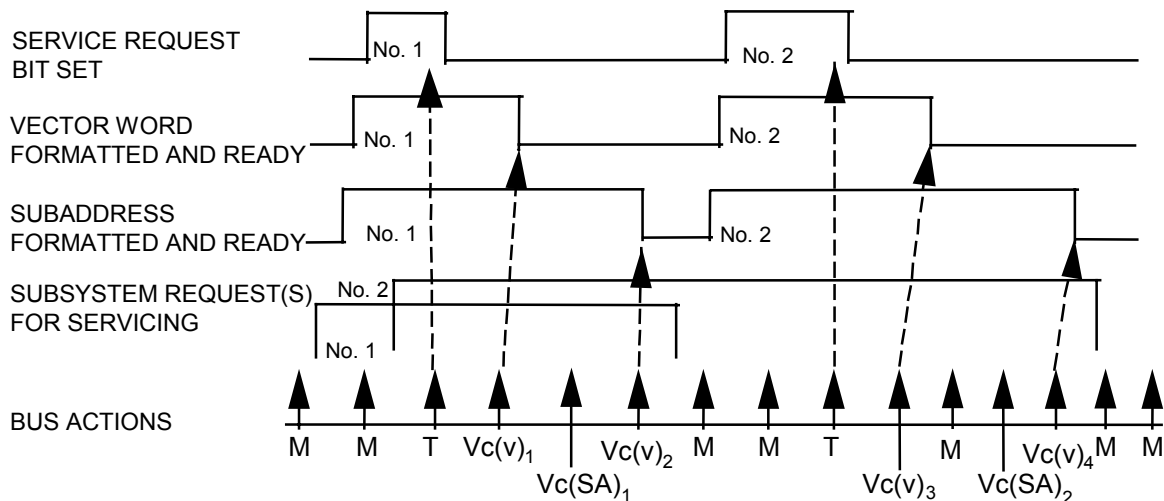 SERVICE REQUEST
BIT SET
No. 1
No. 2
VECTOR WORD
FORMATTED AND READY
No. 1
No. 2
SUBADDRESS
FORMATTED AND READY
No. 1
No. 2
SUBSYSTEM REQUEST(S)
FOR SERVICING
No. 2
No. 1
BUS ACTIONS
M M T Vc(v)1 Vc(v)2 M M T M Vc(v)4 M M
Vc(SA)1 Vc(v)3 Vc(SA)2